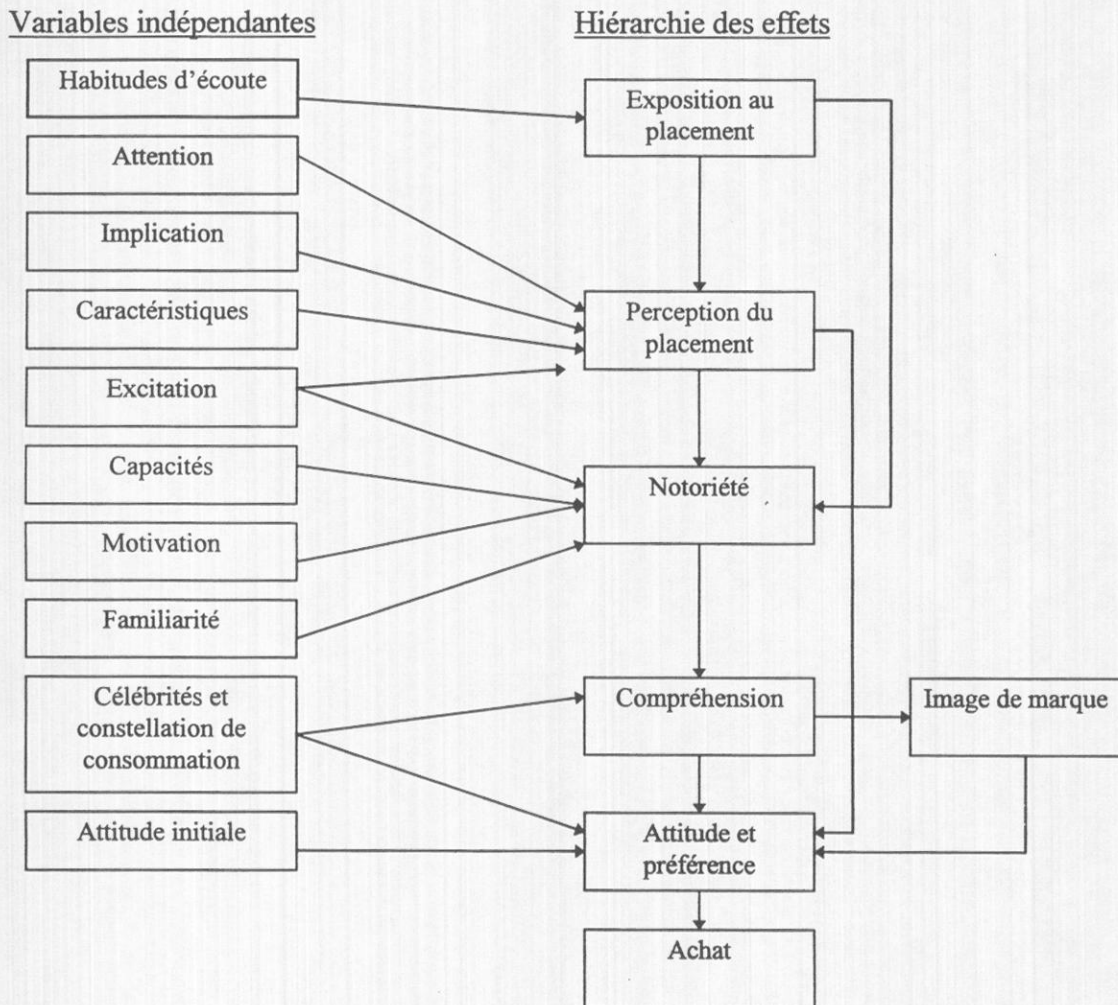 Variables indépendantes
Hiérarchie des effets
Habitudes d'écoute
Attention
Implication
Caractéristiques
Excitation
Capacités
Motivation
Familiarité
Célébrités et
constellation de
consommation
Attitude initiale
Exposition au
placement
Perception du
placement
Notoriété
Compréhension
Image de marque
Attitude et
préférence
Achat